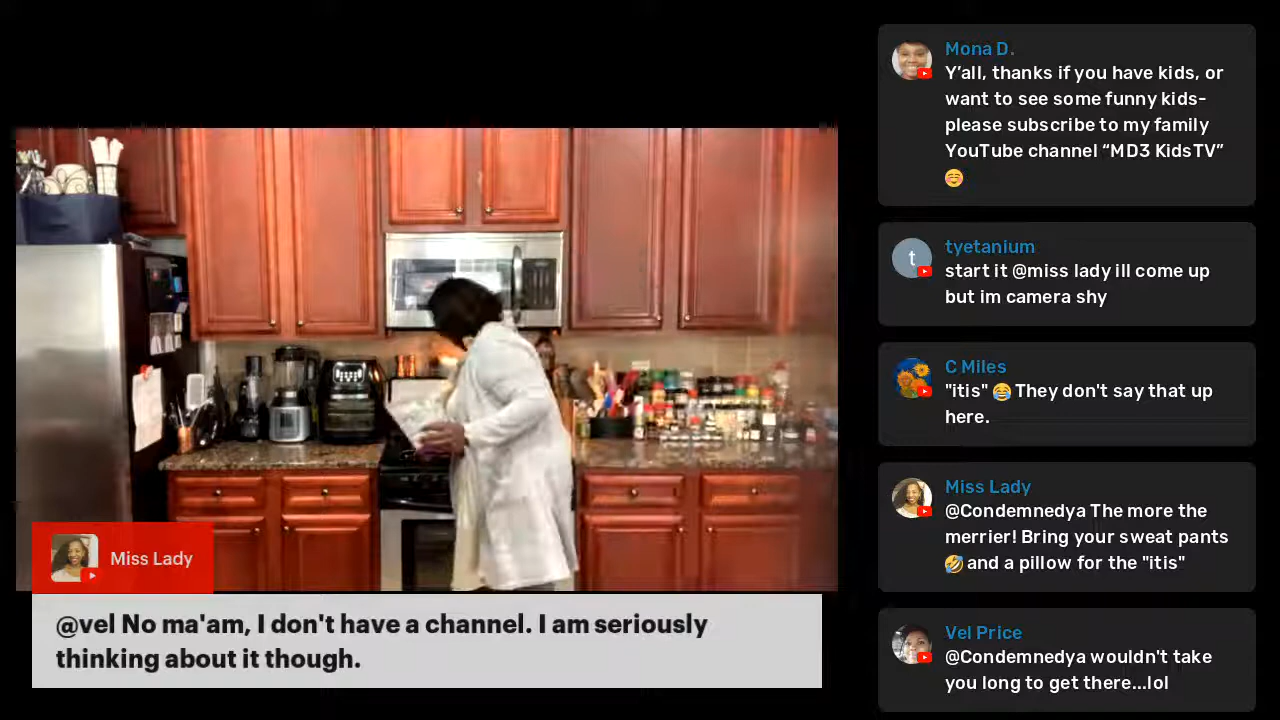 Mona D.
Y’all, thanks if you have kids, or
want to see some funny kids-
please subscribe to my family
YouTube channel “MD3 KidsTV”
😊
t
tyetanium
start it @miss lady ill come up
but im camera shy
C Miles
"itis" 😂 They don't say that up
here.
Miss Lady
@Condemnedya The more the
merrier! Bring your sweat pants
🤣 and a pillow for the "itis"
Vel Price
@Condemnedya wouldn't take
you long to get there...lol
Miss Lady
@vel No ma'am, I don't have a channel. I am seriously
thinking about it though.